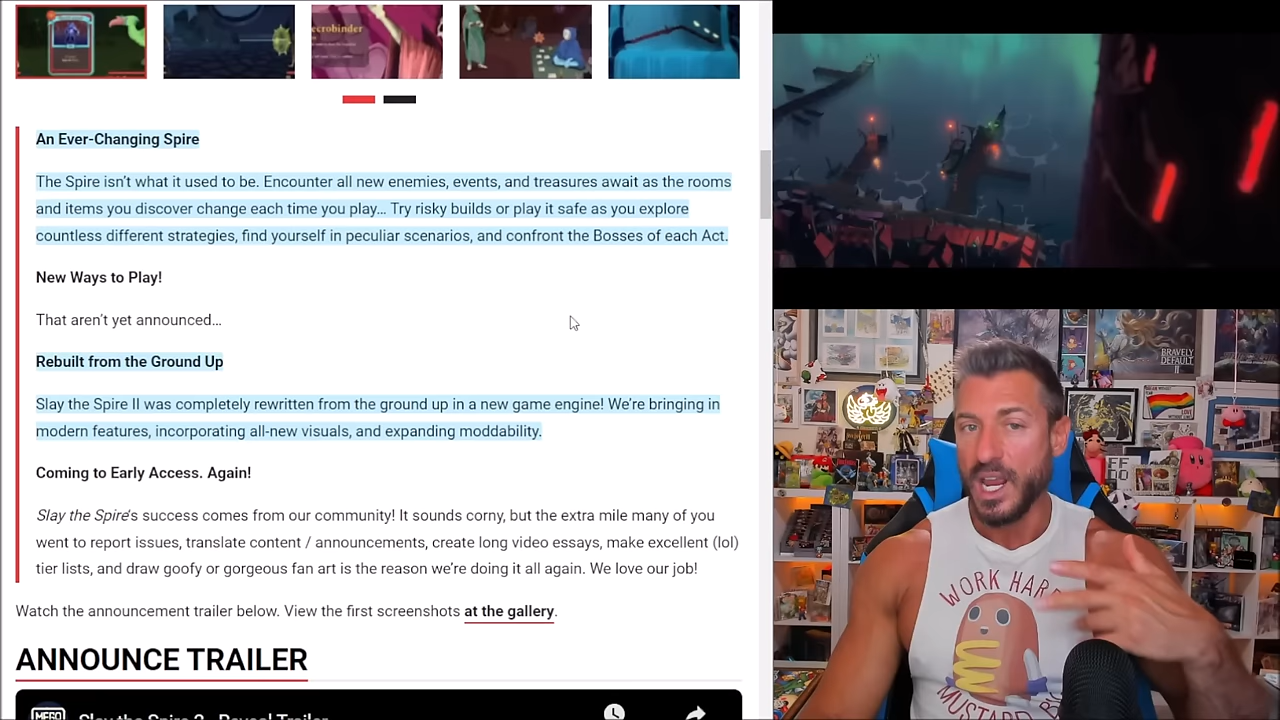 ecrobinder
An Ever-Changing Spire
The Spire isn’t what it used to be. Encounter all new enemies, events, and treasures await as the rooms
and items you discover change each time you play… Try risky builds or play it safe as you explore
countless different strategies, find yourself in peculiar scenarios, and confront the Bosses of each Act.
New Ways to Play!
That aren’t yet announced…
Rebuilt from the Ground Up
Slay the Spire II was completely rewritten from the ground up in a new game engine! We’re bringing in
modern features, incorporating all-new visuals, and expanding moddability.
Coming to Early Access. Again!
Slay the Spire’s success comes from our community! It sounds corny, but the extra mile many of you
went to report issues, translate content / announcements, create long video essays, make excellent (lol)
tier lists, and draw goofy or gorgeous fan art is the reason we’re doing it all again. We love our job!
Watch the announcement trailer below. View the first screenshots at the gallery.
ANNOUNCE TRAILER
MEGA
Slay the Spire 2 - Reveal Trailer
BRAVELY
DEFAULT
II
WORK HARD
MUSTARD